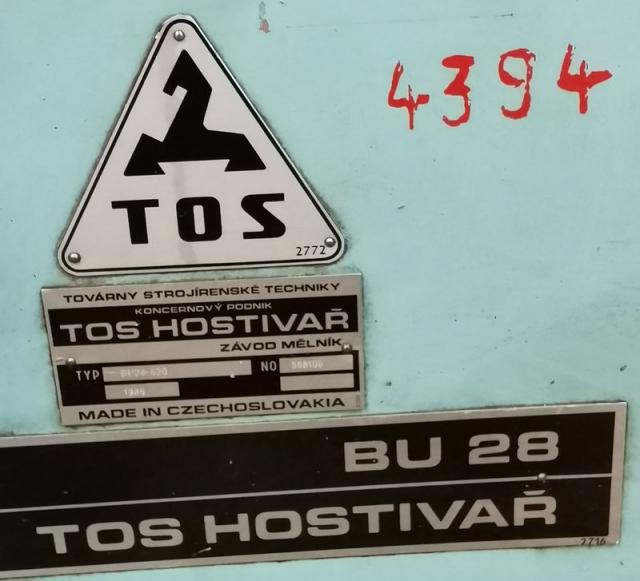 4394
TOS
2772
TOVÁRNY STROJÍRENSKÉ TECHNIKY
KONCERNOVÝ PODNIK
TOS HOSTIVAŘ
ZÁVOD MĚLNÍK
TYP NO
MADE IN CZECHOSLOVAKIA
BU 28
TOS HOSTIVAŘ
2716